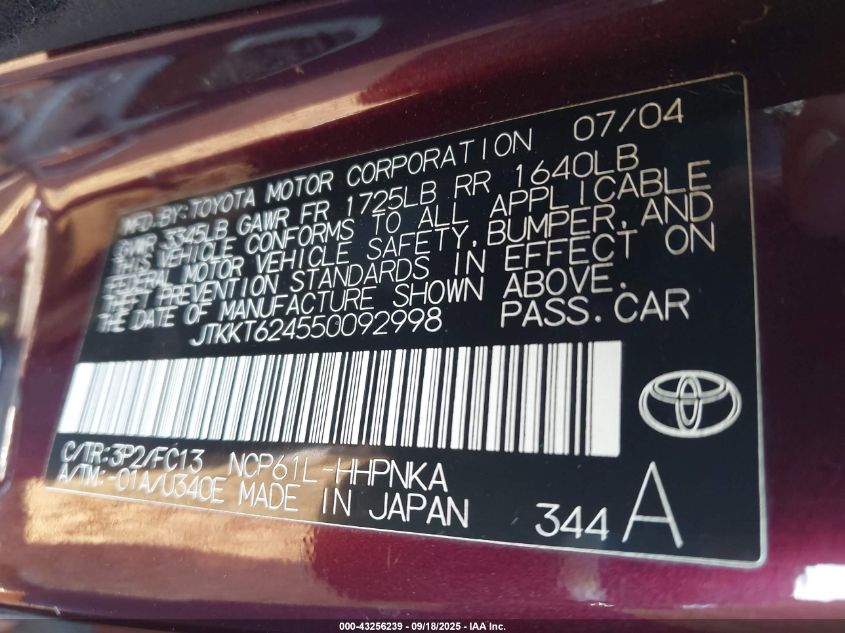 MFD.BY:TOYOTA MOTOR CORPORATION 07/04
GVWR 3345LB GAWR FR 1725LB RR 1640LB
THIS VEHICLE CONFORMS TO ALL APPLICABLE
FEDERAL MOTOR VEHICLE SAFETY,BUMPER,AND
THEFT PREVENTION STANDARDS IN EFFECT ON
THE DATE OF MANUFACTURE SHOWN ABOVE.
JTKKT624550092998 PASS.CAR
C/TR:3P2/FC13 NCP61L-HHPNKA
A/TM:-01A/U340E MADE IN JAPAN
344A
000-43256239 - 09/18/2025 - IAA Inc.